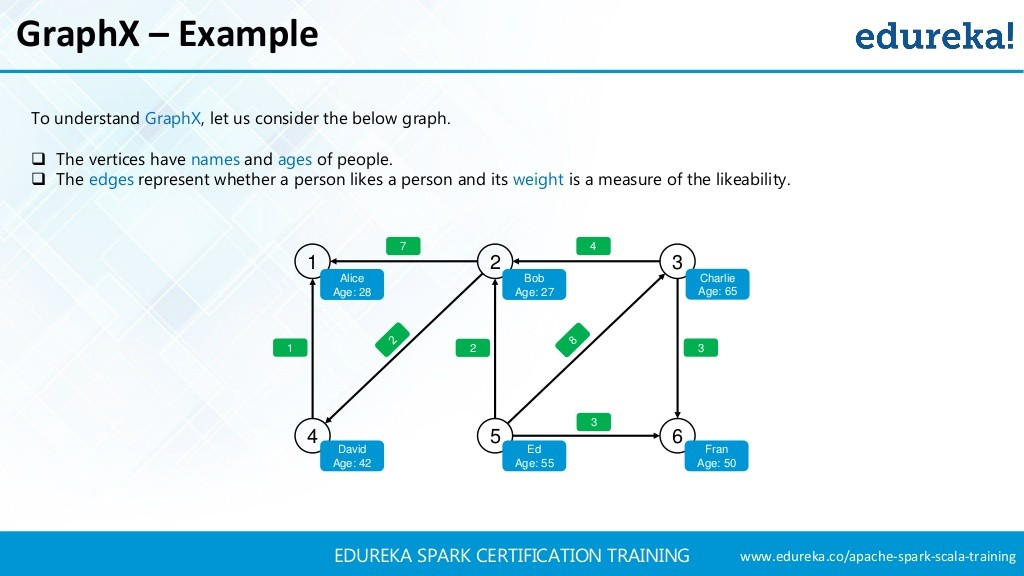 GraphX – Example
edureka!
To understand GraphX, let us consider the below graph.
❑ The vertices have names and ages of people.
❑ The edges represent whether a person likes a person and its weight is a measure of the likeability.
7
4
1
2
3
Alice
Age: 28
Bob
Age: 27
Charlie
Age: 65
1
2
2
8
3
3
4
5
6
David
Age: 42
Ed
Age: 55
Fran
Age: 50
EDUREKA SPARK CERTIFICATION TRAINING
www.edureka.co/apache-spark-scala-training